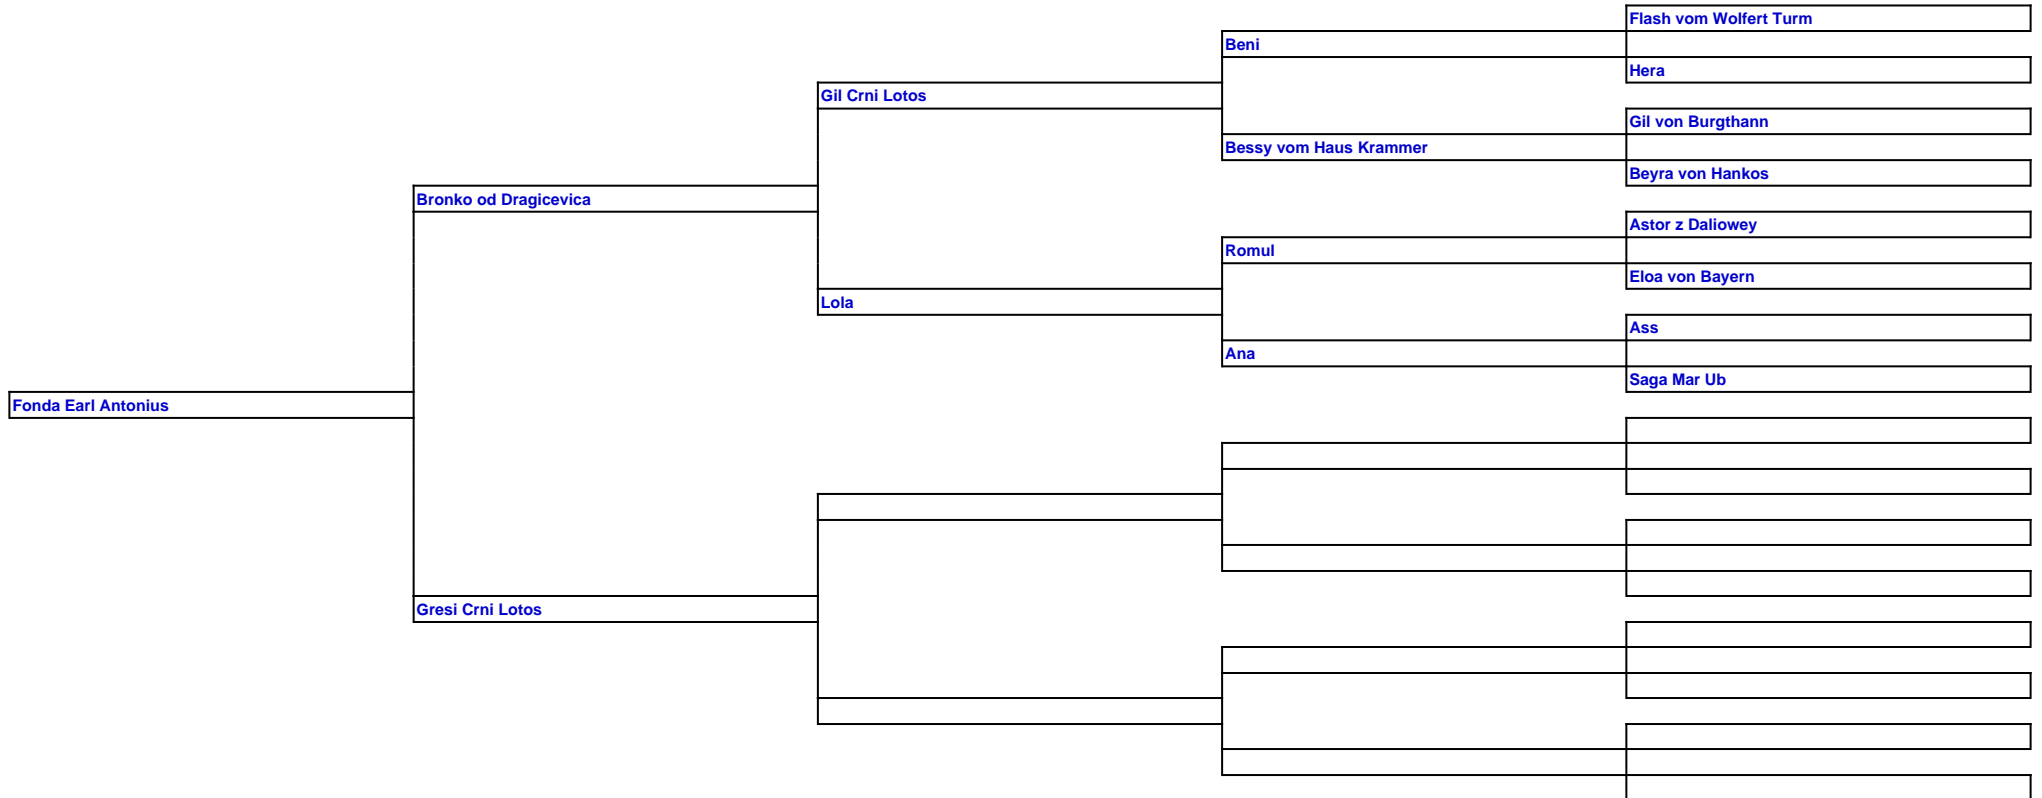 Flash vom Wolfert Turm
Beni
Hera
Gil Crni Lotos
Gil von Burgthann
Bessy vom Haus Krammer
Beyra von Hankos
Bronko od Dragicevica
Astor z Daliowey
Romul
Eloa von Bayern
Lola
Ass
Ana
Saga Mar Ub
Fonda Earl Antonius
Gresi Crni Lotos